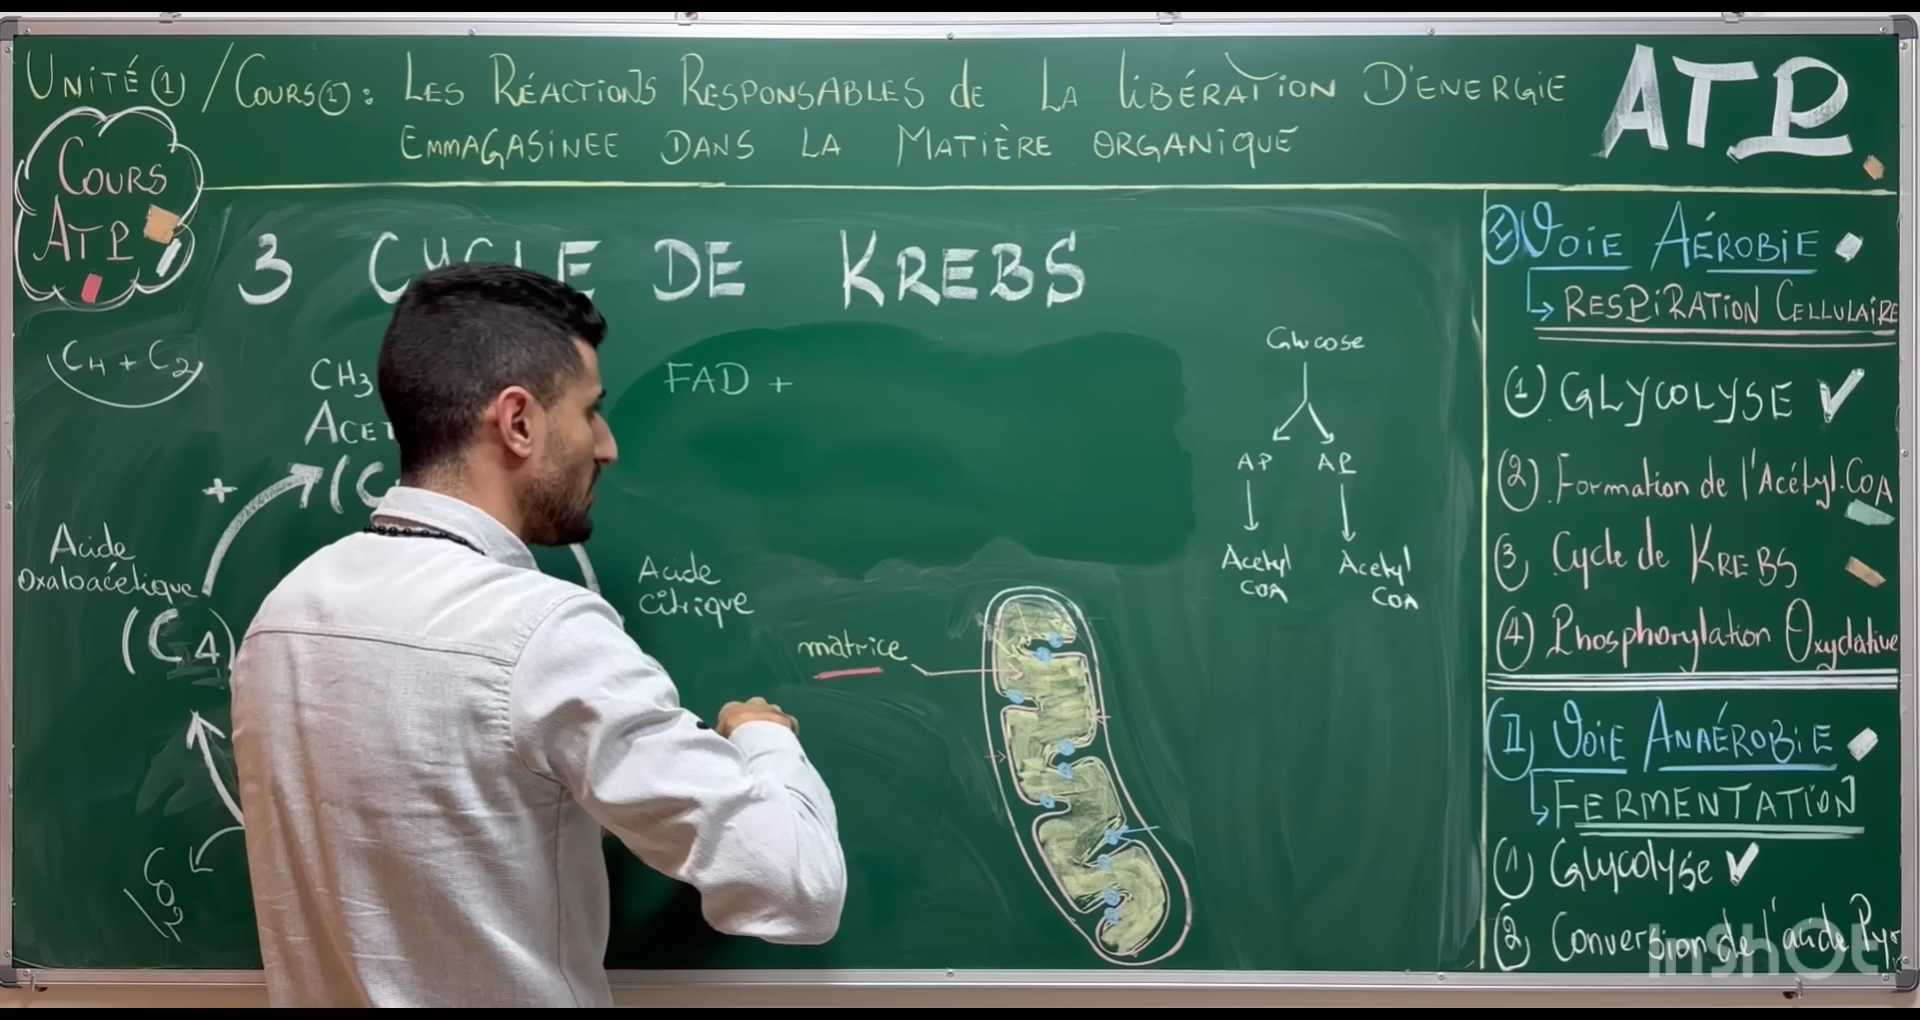 UNITÉ (1) / COURS (1) : LES RÉACTIONS RESPONSABLES de LA LIBÉRATION D'ENERGIE
EMMAGASINEE DANS LA MATIÈRE ORGANIQUE
ATP
COURS
ATP
3 CYCLE DE KREBS
C4 + C2
CH3
FAD +
+
Acide
Oxaloacétique
(C4)
CO2
Acide
Citrique
matrice
Glucose
AP AP
Acetyl
COA
Acetyl
COA
VOIE AÉROBIE
RESPIRATION CELLULAIRE
(1) GLYCOLYSE
(2) Formation de l'Acétyl.COA
(3) Cycle de KREBS
(4) Phosphorylation Oxydative
(II) VOIE ANAÉROBIE
FERMENTATION
(1) Glycolyse
(2) Conversion de l'acide Pyr
InShOt